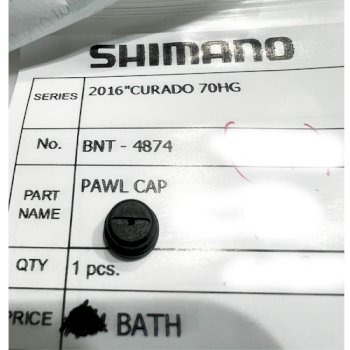 SHIMANO
SERIES 2016"CURADO 70HG
No. BNT - 4874
PART NAME PAWL CAP
QTY 1 pcs.
PRICE BATH